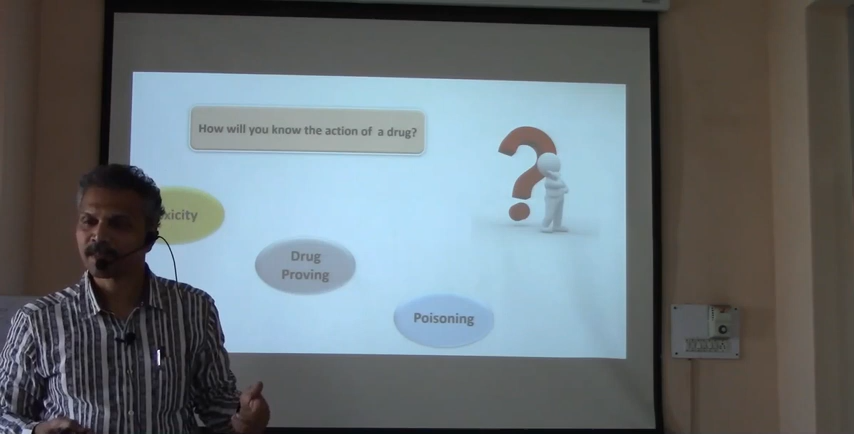 How will you know the action of  a drug?
xicity
Drug
Proving
Poisoning